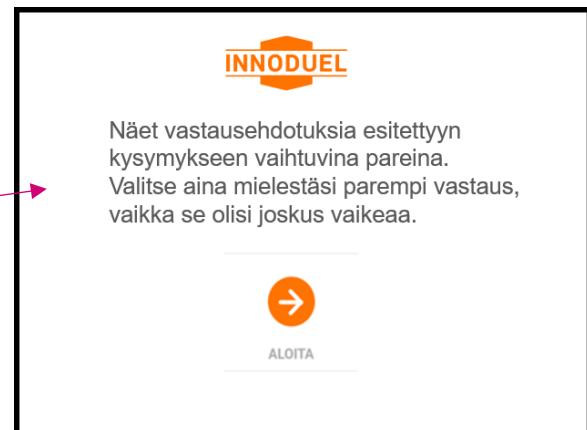 INNODUEL
Näet vastausehdotuksia esitettyyn
kysymykseen vaihtuvina pareina.
Valitse aina mielestäsi parempi vastaus,
vaikka se olisi joskus vaikeaa.
ALOITA